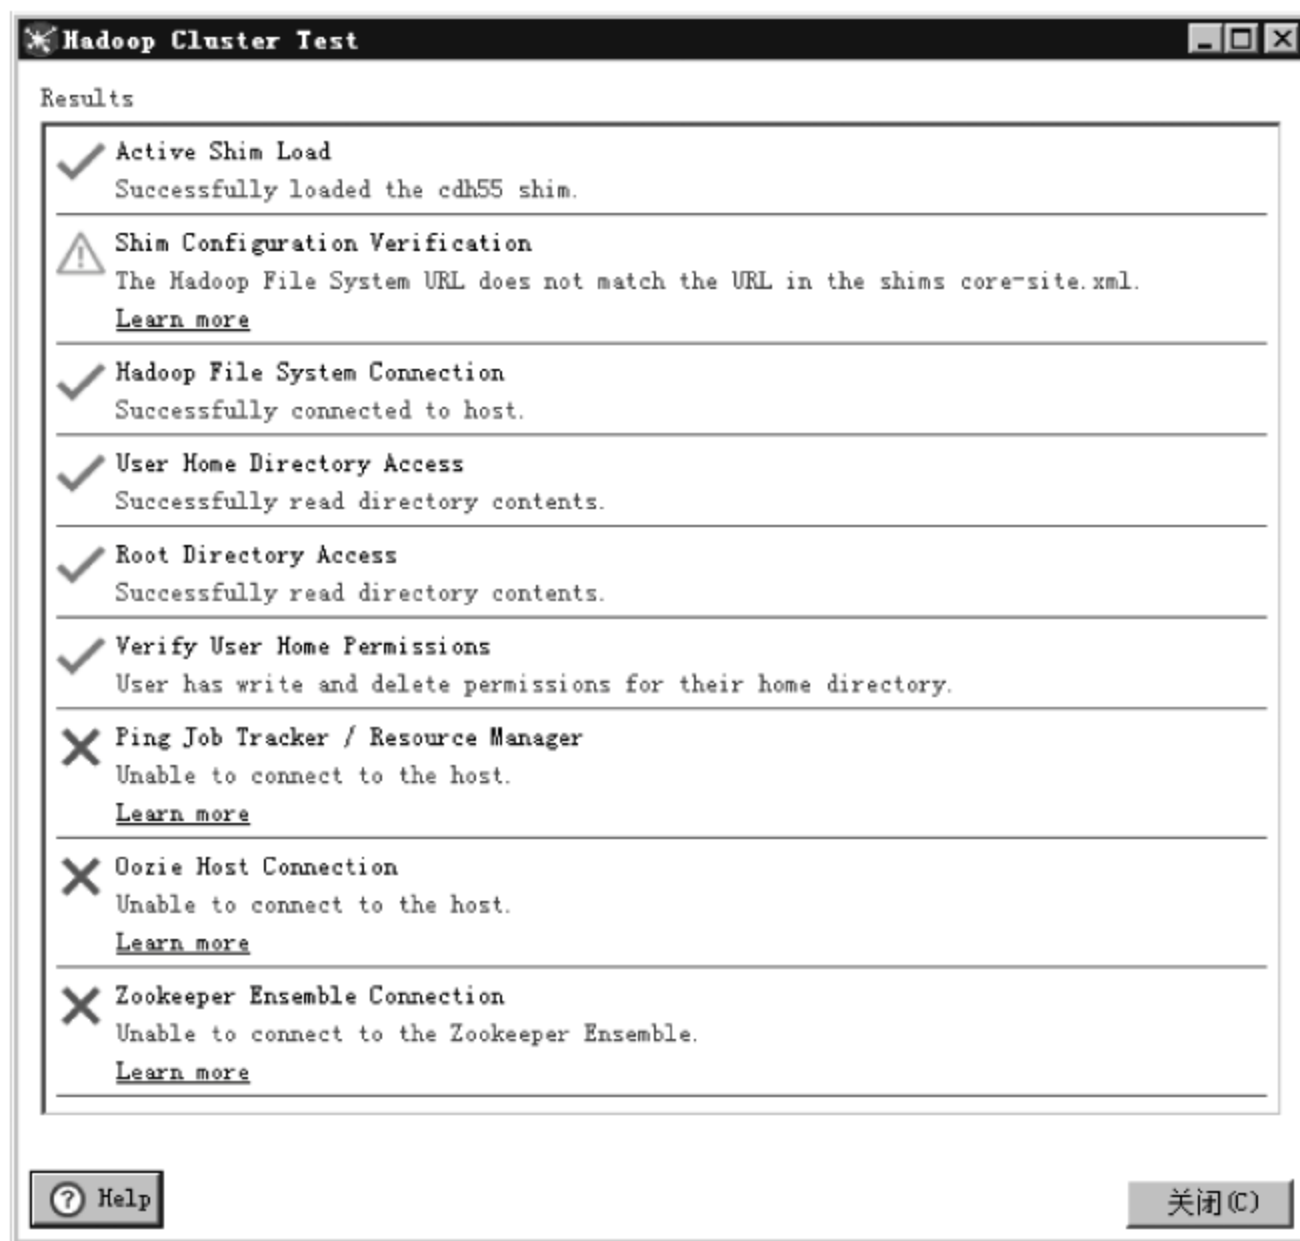 Hadoop Cluster Test
Results
Active Shim Load
Successfully loaded the cdh55 shim.
Shim Configuration Verification
The Hadoop File System URL does not match the URL in the shims core-site.xml.
Learn more
Hadoop File System Connection
Successfully connected to host.
User Home Directory Access
Successfully read directory contents.
Root Directory Access
Successfully read directory contents.
Verify User Home Permissions
User has write and delete permissions for their home directory.
Ping Job Tracker / Resource Manager
Unable to connect to the host.
Learn more
Oozie Host Connection
Unable to connect to the host.
Learn more
Zookeeper Ensemble Connection
Unable to connect to the Zookeeper Ensemble.
Learn more
Help
关闭(C)